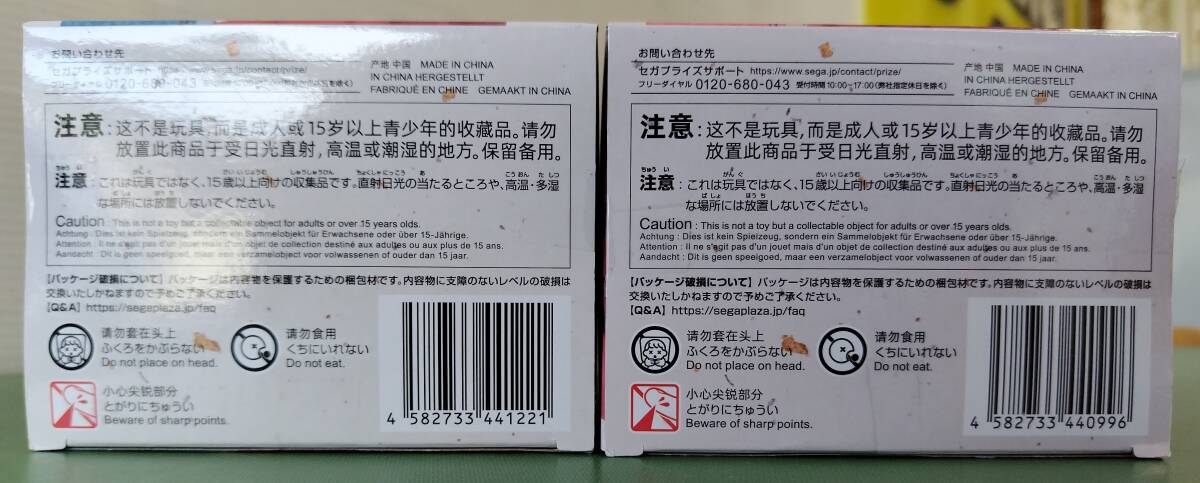 お問い合わせ先
セガプライズサポート https://www.sega.jp/contact/prize/
フリーダイヤル 0120-680-043
产地 中国 MADE IN CHINA
IN CHINA HERGESTELLT
FABRIQUÉ EN CHINE GEMAAKT IN CHINA
注意:这不是玩具,而是成人或15岁以上青少年的收藏品。请勿
放置此商品于受日光直射,高温或潮湿的地方。保留备用。
注意:これは玩具ではなく、15歳以上向けの収集品です。直射日光の当たるところや、高温・多湿
な場所には放置しないでください。
Caution : This is not a toy but a collectable object for adults or over 15 years olds.
Achtung : Dies ist kein Spielzeug, sondern ein Sammelobjekt für Erwachsene oder über 15-Jährige.
Attention : Il ne s'agit pas d'un jouet mais d'un objet de collection destiné aux adultes ou aux plus de 15 ans.
Aandacht : Dit is geen speelgoed, maar een verzamelobject voor volwassenen of ouder dan 15 jaar.
【パッケージ破損について】パッケージは内容物を保護するための梱包材です。内容物に支障のないレベルの破損は
交換いたしかねますので予めご了承ください。
【Q&A】https://segaplaza.jp/faq
请勿套在头上
ふくろをかぶらない
Do not place on head.
请勿食用
くちにいれない
Do not eat.
小心尖锐部分
とがりにちゅうい
Beware of sharp points.
4 582733 441221
お問い合わせ先
セガプライズサポート https://www.sega.jp/contact/prize/
フリーダイヤル 0120-680-043 受付時間 10:00~17:00(弊社指定休日を除く)
产地 中国 MADE IN CHINA
IN CHINA HERGESTELLT
FABRIQUÉ EN CHINE GEMAAKT IN CHINA
注意:这不是玩具,而是成人或15岁以上青少年的收藏品。请勿
放置此商品于受日光直射,高温或潮湿的地方。保留备用。
注意:これは玩具ではなく、15歳以上向けの収集品です。直射日光の当たるところや、高温・多湿
な場所には放置しないでください。
Caution : This is not a toy but a collectable object for adults or over 15 years olds.
Achtung : Dies ist kein Spielzeug, sondern ein Sammelobjekt für Erwachsene oder über 15-Jährige.
Attention : Il ne s'agit pas d'un jouet mais d'un objet de collection destiné aux adultes ou aux plus de 15 ans.
Aandacht : Dit is geen speelgoed, maar een verzamelobject voor volwassenen of ouder dan 15 jaar.
【パッケージ破損について】パッケージは内容物を保護するための梱包材です。内容物に支障のないレベルの破損は
交換いたしかねますので予めご了承ください。
【Q&A】https://segaplaza.jp/faq
请勿套在头上
ふくろをかぶらない
Do not place on head.
请勿食用
くちにいれない
Do not eat.
小心尖锐部分
とがりにちゅうい
Beware of sharp points.
4 582733 440996